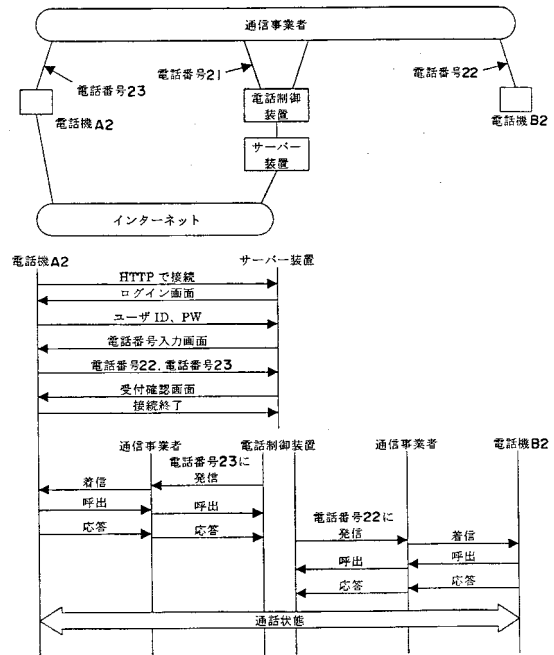 通信事業者
電話番号23
電話番号21
電話番号22
電話機A2
電話制御
装置
電話機B2
サーバー
装置
インターネット
電話機A2
サーバー装置
HTTPで接続
ログイン画面
ユーザID、PW
電話番号入力画面
電話番号22、電話番号23
受付確認画面
接続終了
通信事業者
電話制御装置
通信事業者
電話機B2
電話番号23に
発信
着信
呼出
呼出
応答
応答
電話番号22に
発信
着信
呼出
呼出
応答
応答
通話状態